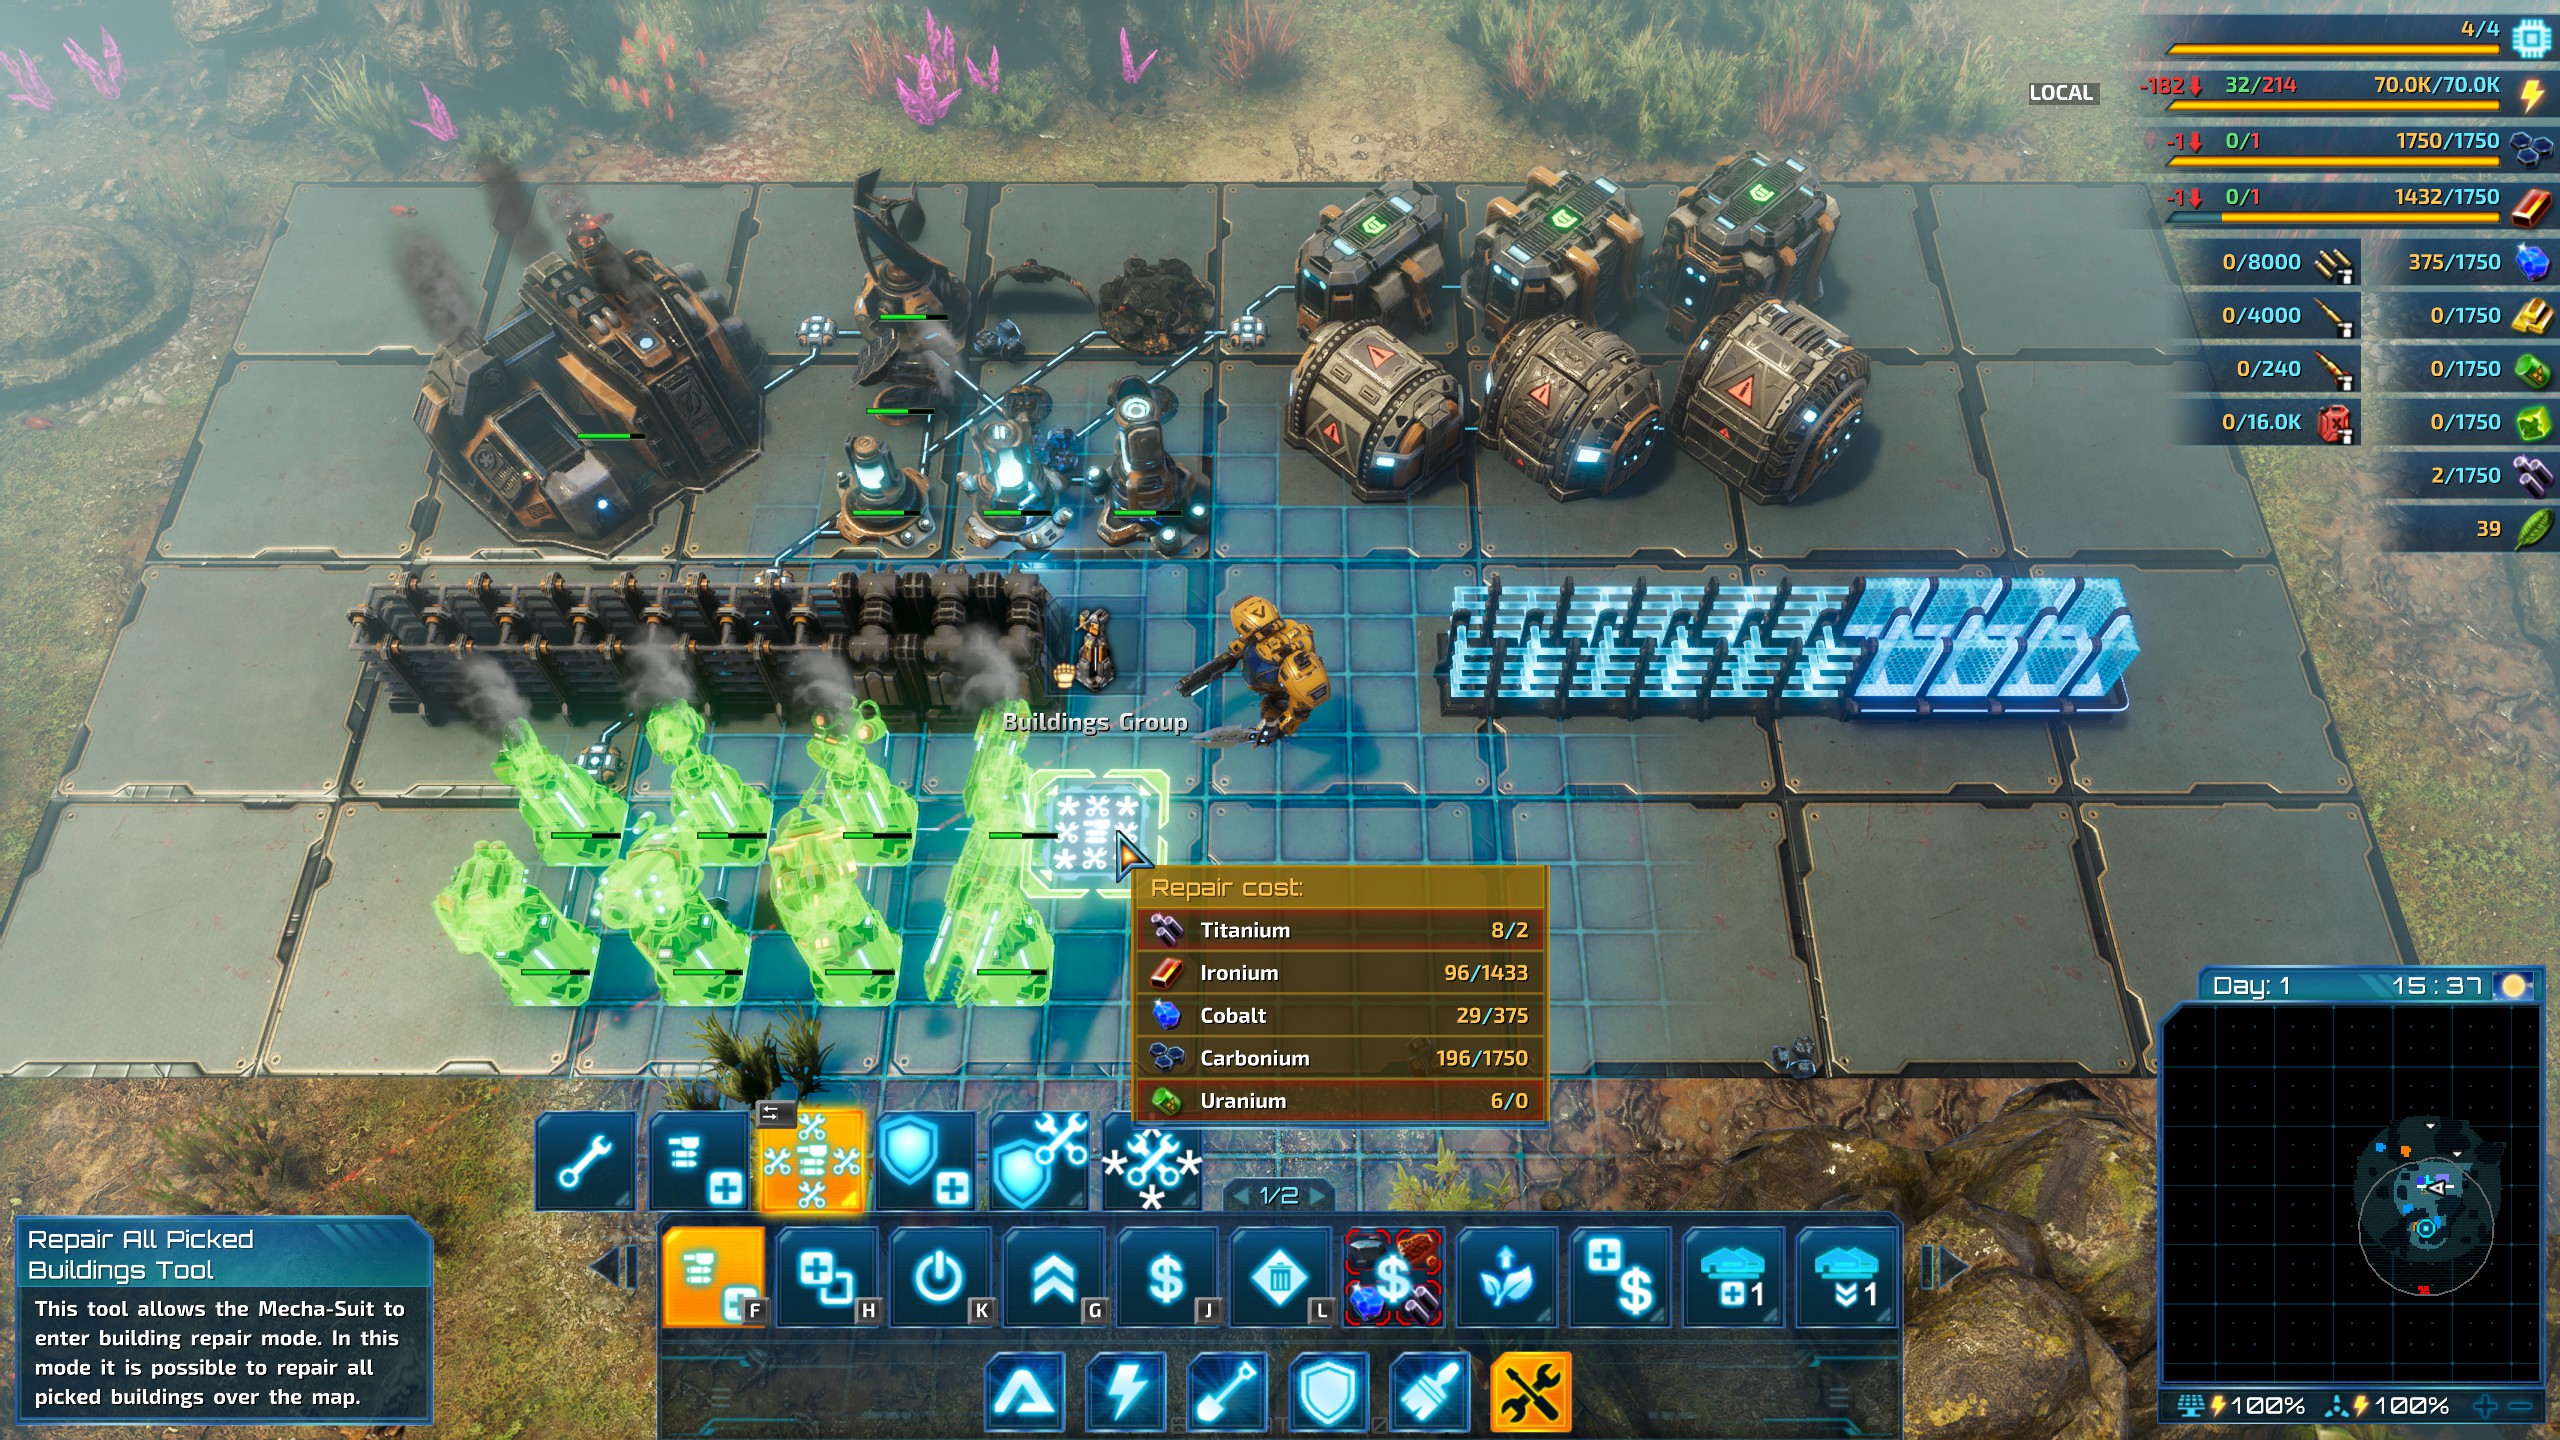 4/4
LOCAL
-182 32/214 70.0K/70.0K
-1 0/1 1750/1750
-1 0/1 1432/1750
0/8000 375/1750
0/4000 0/1750
0/240 0/1750
0/16.0K 0/1750
2/1750
39
Buildings Group
Repair cost:
Titanium 8/2
Ironium 96/1433
Cobalt 29/375
Carbonium 196/1750
Uranium 6/0
Day: 1 15:37
1/2
Repair All Picked
Buildings Tool
This tool allows the Mecha-Suit to
enter building repair mode. In this
mode it is possible to repair all
picked buildings over the map.
F H K G J L 1 1
100% 100%